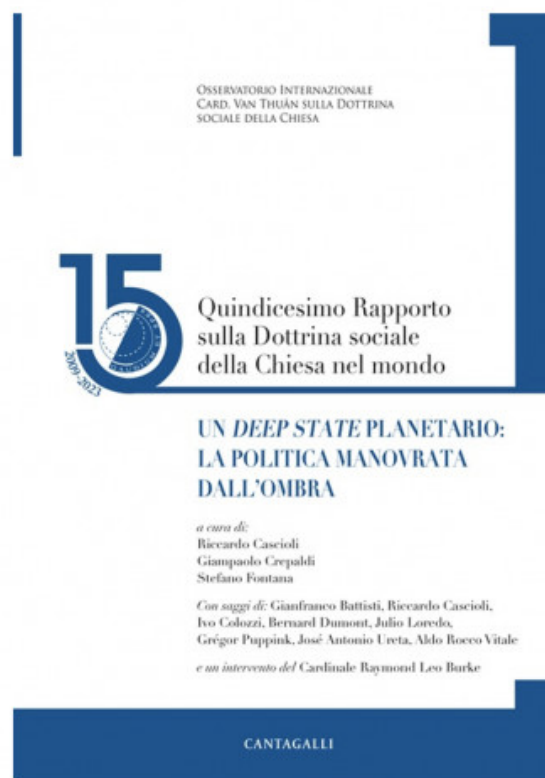 OSSERVATORIO INTERNAZIONALE
CARD. VAN THUÂN SULLA DOTTRINA
SOCIALE DELLA CHIESA
15
2009-2023
Quindicesimo Rapporto
sulla Dottrina sociale
della Chiesa nel mondo
UN DEEP STATE PLANETARIO:
LA POLITICA MANOVRATA
DALL'OMBRA
a cura di:
Riccardo Cascioli
Giampaolo Crepaldi
Stefano Fontana
Con saggi di: Gianfranco Battisti, Riccardo Cascioli,
Ivo Colozzi, Bernard Dumont, Julio Loredo,
Grégor Puppink, José Antonio Ureta, Aldo Rocco Vitale
e un intervento del Cardinale Raymond Leo Burke
CANTAGALLI